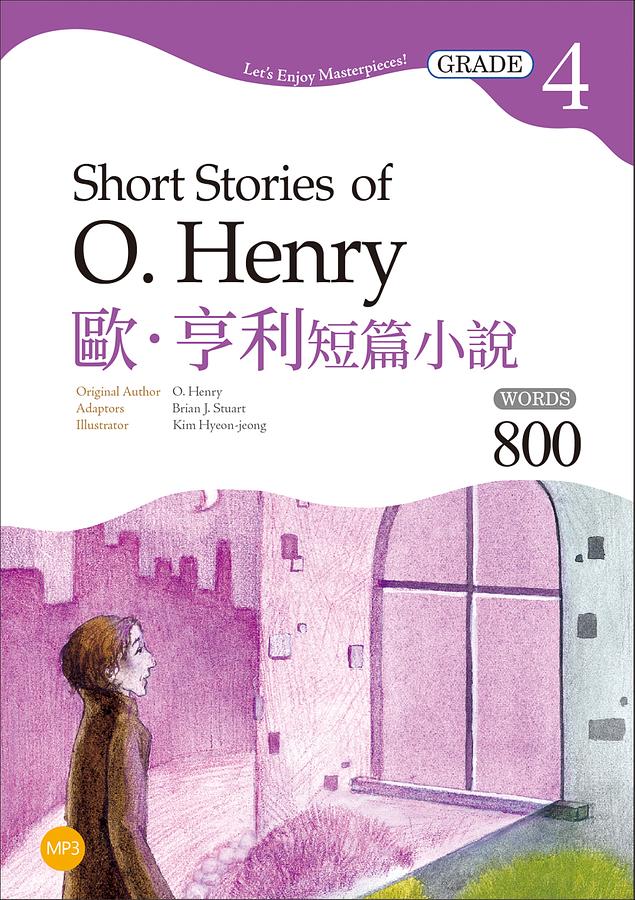 Let's Enjoy Masterpieces!
GRADE 4
Short Stories of
O. Henry
歐·亨利短篇小說
Original Author O. Henry
Adaptors Brian J. Stuart
Illustrator Kim Hyeon-jeong
WORDS
800
MP3